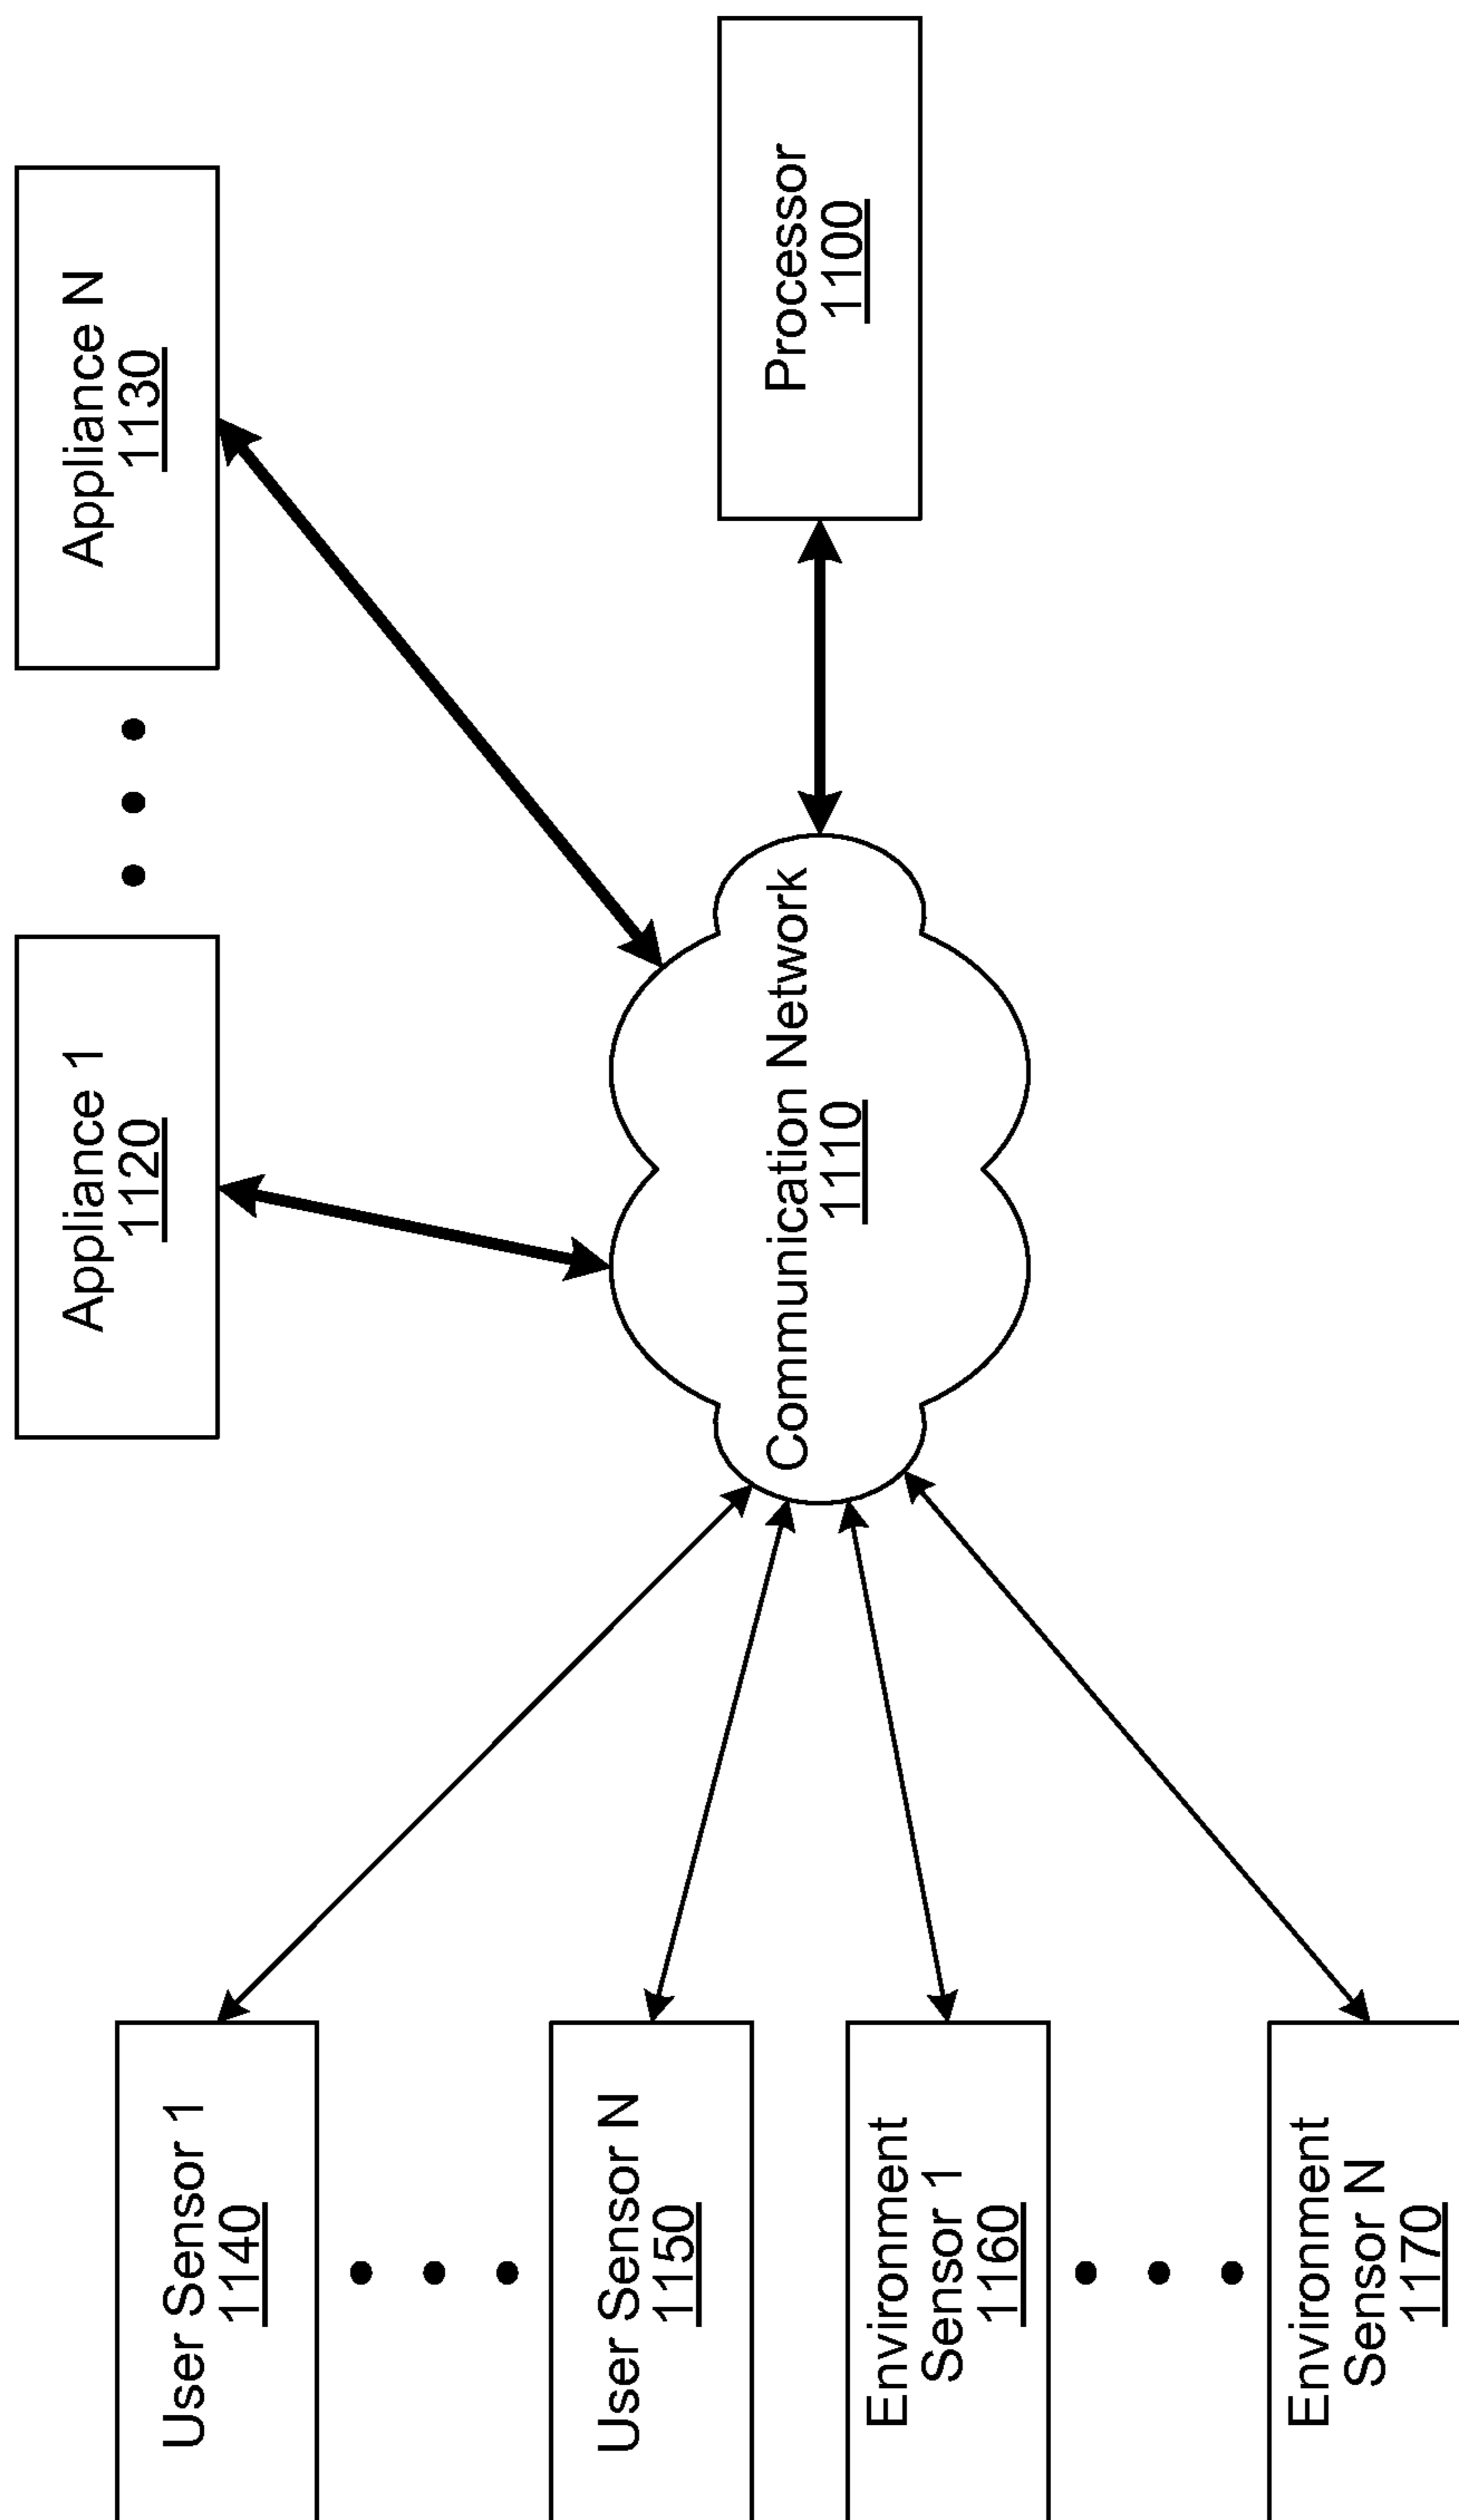 Appliance 1
1120
Appliance N
1130
User Sensor 1
1140
User Sensor N
1150
Communication Network
1110
Processor
1100
Environment
Sensor 1
1160
Environment
Sensor N
1170